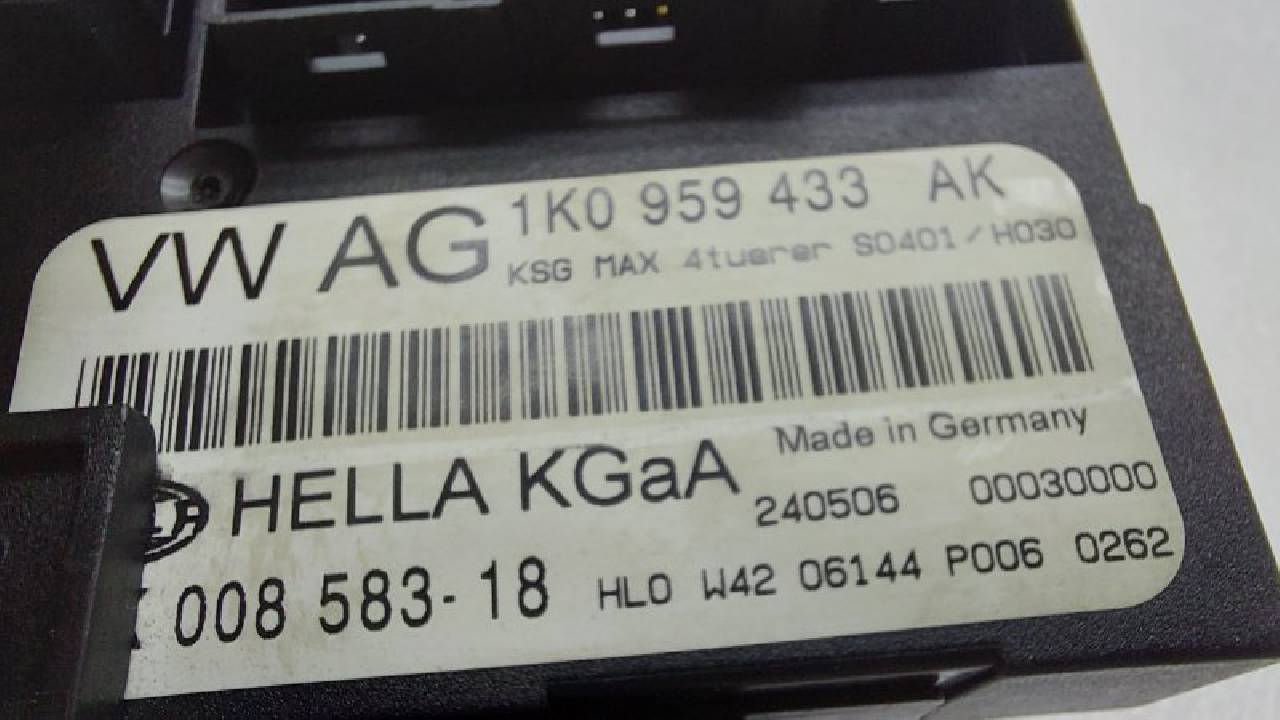 VW AG 1K0 959 433 AK
KSG MAX 4tuerer S0401/H030
Made in Germany
HELLA KGaA 240506 00030000
008 583-18 HLO W42 06144 P006 0262